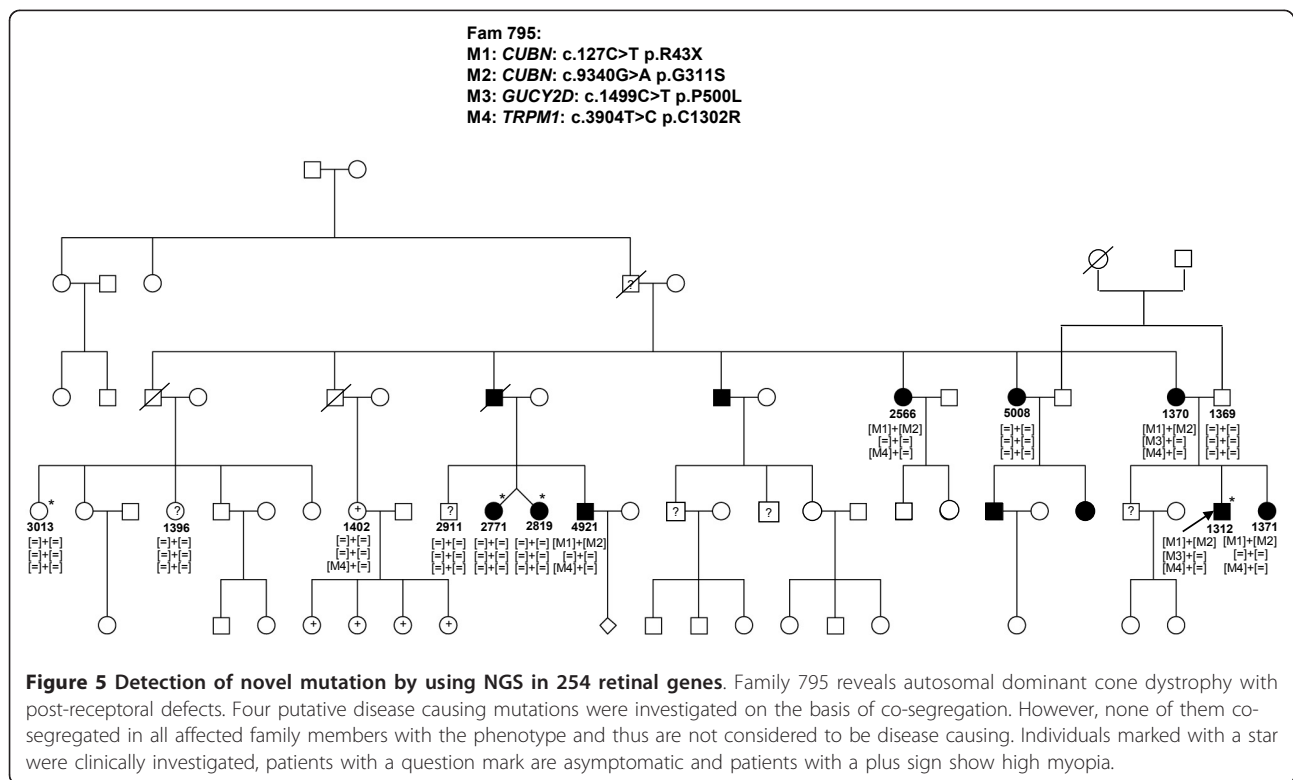 Fam 795:
M1: CUBN: c.127C>T p.R43X
M2: CUBN: c.9340G>A p.G311S
M3: GUCY2D: c.1499C>T p.P500L
M4: TRPM1: c.3904T>C p.C1302R
?
2566 5008 1370 1369
[M1]+[M2] [=]+[=] [M1]+[M2] [=]+[=]
[=]+[=] [=]+[=] [M3]+[=] [=]+[=]
[M4]+[=] [=]+[=] [M4]+[=] [=]+[=]
* ? + ? * * ? ? ? *
3013 1396 1402 2911 2771 2819 4921 1312 1371
[=]+[=] [=]+[=] [=]+[=] [=]+[=] [=]+[=] [=]+[=] [M1]+[M2] [M1]+[M2] [M1]+[M2]
[=]+[=] [=]+[=] [=]+[=] [=]+[=] [=]+[=] [=]+[=] [=]+[=] [M3]+[=] [=]+[=]
[=]+[=] [=]+[=] [M4]+[=] [=]+[=] [=]+[=] [=]+[=] [M4]+[=] [M4]+[=] [M4]+[=]
+ + + +
Figure 5 Detection of novel mutation by using NGS in 254 retinal genes. Family 795 reveals autosomal dominant cone dystrophy with
post-receptoral defects. Four putative disease causing mutations were investigated on the basis of co-segregation. However, none of them co-
segregated in all affected family members with the phenotype and thus are not considered to be disease causing. Individuals marked with a star
were clinically investigated, patients with a question mark are asymptomatic and patients with a plus sign show high myopia.